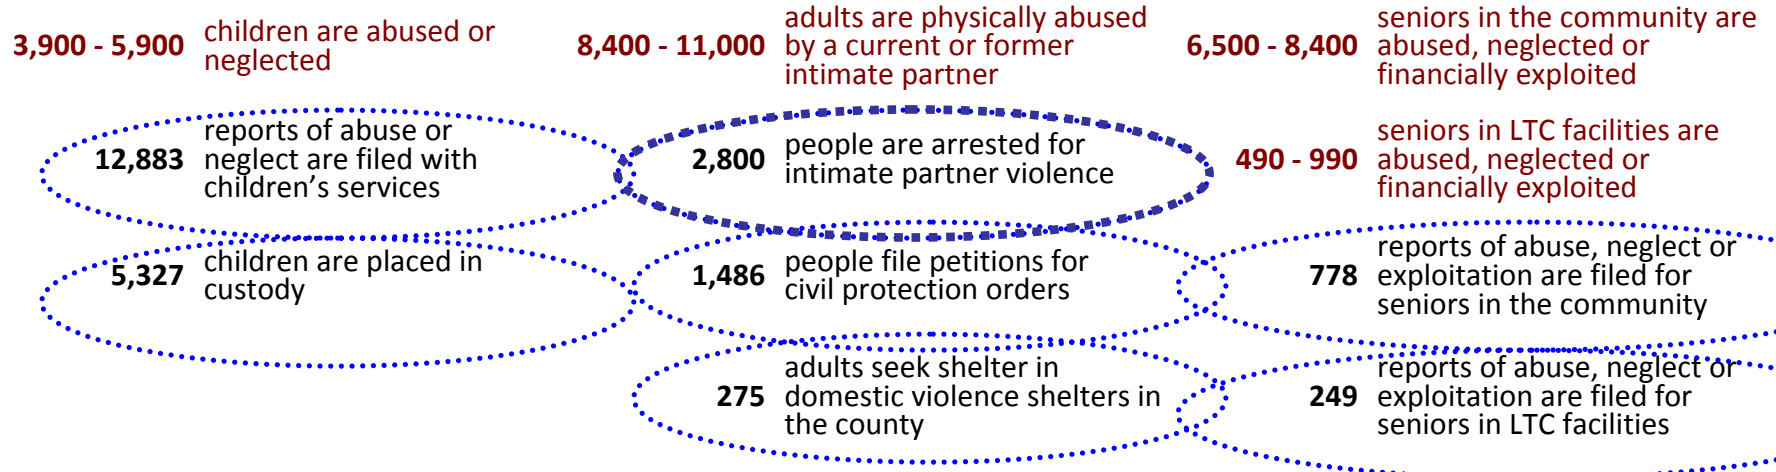 3,900 - 5,900 children are abused or
neglected
8,400 - 11,000 adults are physically abused
by a current or former
intimate partner
6,500 - 8,400 seniors in the community are
abused, neglected or
financially exploited
12,883 reports of abuse or
neglect are filed with
children’s services
2,800 people are arrested for
intimate partner violence
490 - 990 seniors in LTC facilities are
abused, neglected or
financially exploited
5,327 children are placed in
custody
1,486 people file petitions for
civil protection orders
778 reports of abuse, neglect or
exploitation are filed for
seniors in the community
275 adults seek shelter in
domestic violence shelters in
the county
249 reports of abuse, neglect or
exploitation are filed for
seniors in LTC facilities